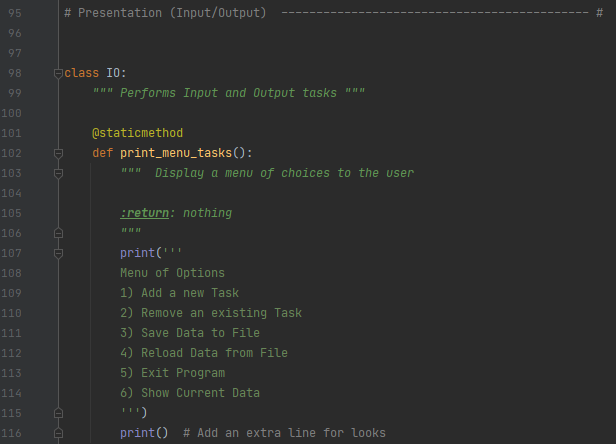 95 # Presentation (Input/Output) -------------------------------------------- #
96
97
98 class IO:
99 """ Performs Input and Output tasks """
100
101 @staticmethod
102 def print_menu_tasks():
103 """  Display a menu of choices to the user
104
105 :return: nothing
106 """
107 print('''
108 Menu of Options
109 1) Add a new Task
110 2) Remove an existing Task
111 3) Save Data to File
112 4) Reload Data from File
113 5) Exit Program
114 6) Show Current Data
115 ''')
116 print()  # Add an extra line for looks